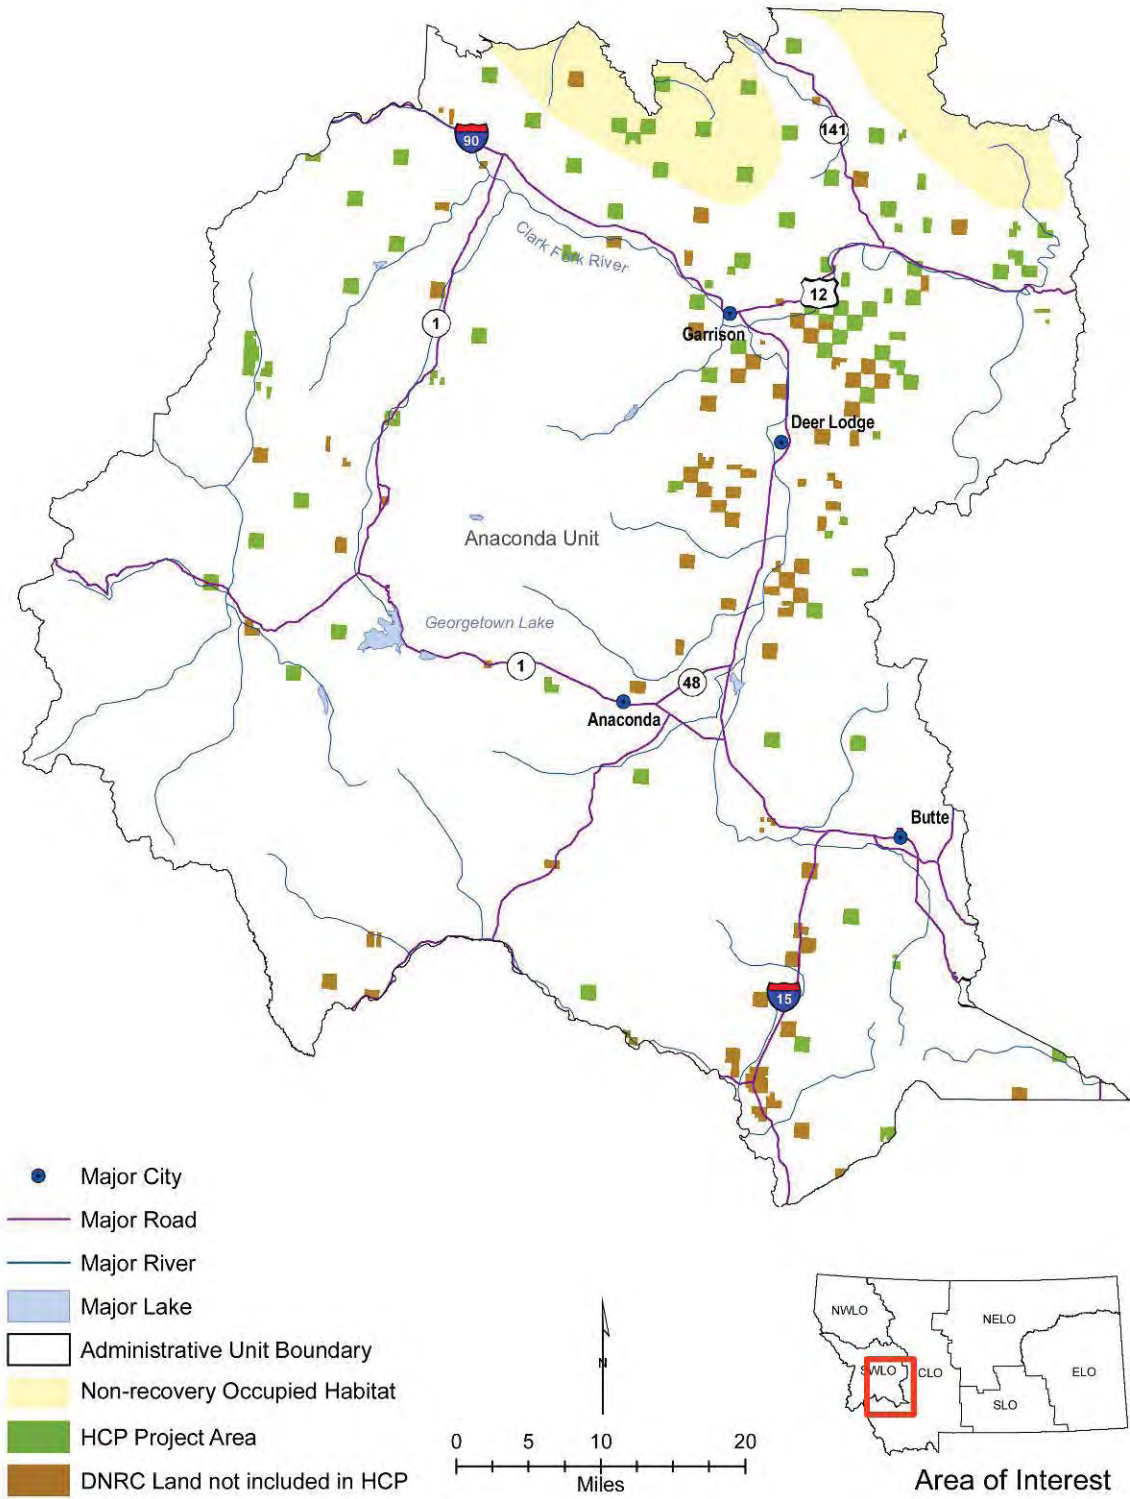 90
141
Clark Fork River
12
1
Garrison
Deer Lodge
Anaconda Unit
Georgetown Lake
1
48
Anaconda
Butte
15
Major City
Major Road
Major River
Major Lake
Administrative Unit Boundary
Non-recovery Occupied Habitat
HCP Project Area
DNRC Land not included in HCP
N
0 5 10 20
Miles
NWLO
NELO
SWLO
CLO
ELO
SLO
Area of Interest